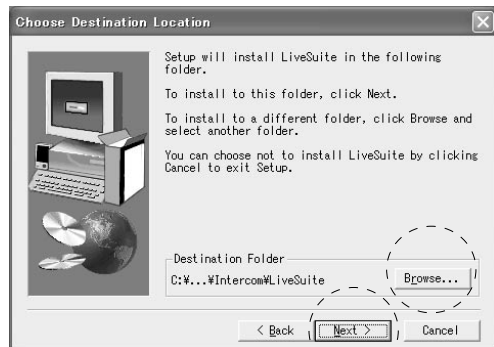 Choose Destination Location
Setup will install LiveSuite in the following
folder.
To install to this folder, click Next.
To install to a different folder, click Browse and
select another folder.
You can choose not to install LiveSuite by clicking
Cancel to exit Setup.
Destination Folder
C:¥...¥Intercom¥LiveSuite
Browse...
< Back
Next >
Cancel